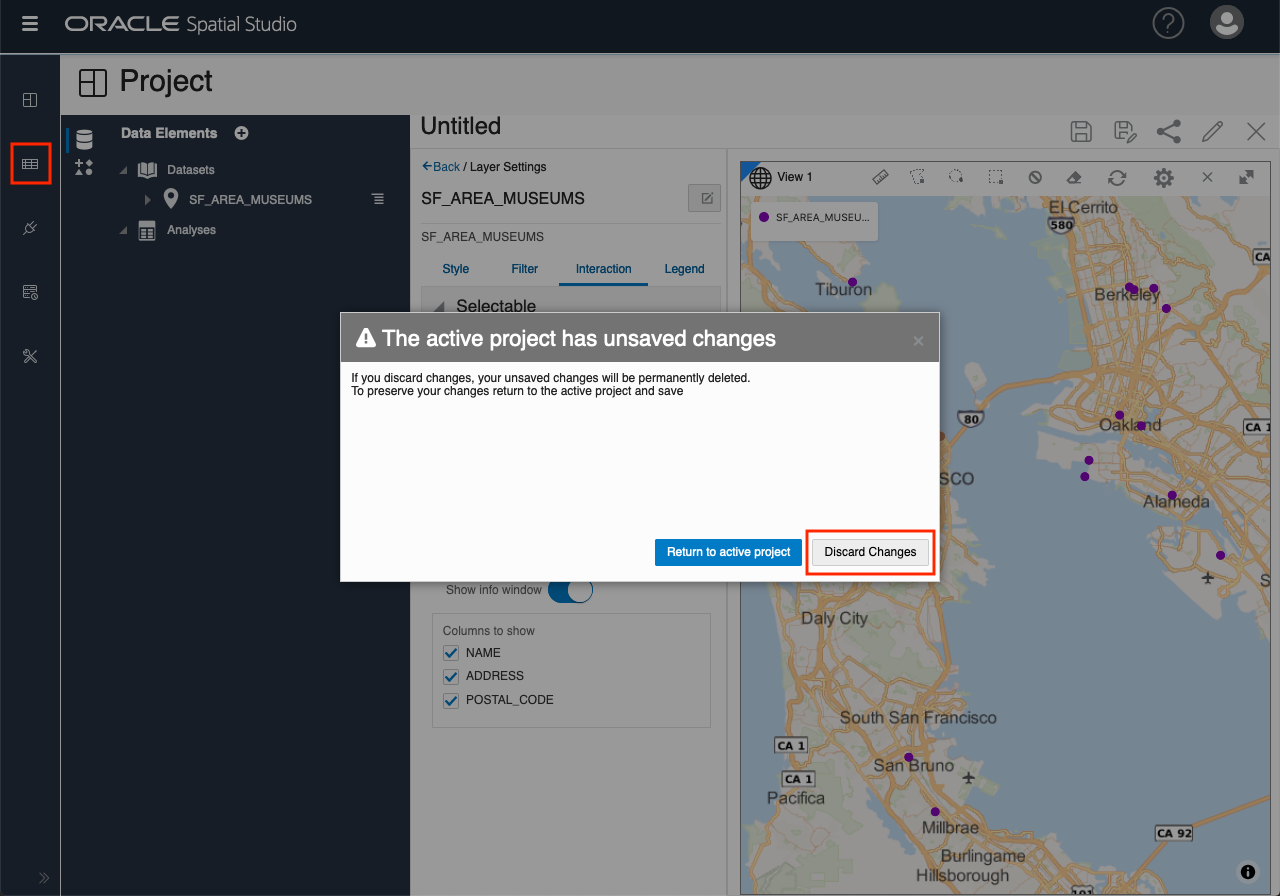 ORACLE Spatial Studio
?
Project
Data Elements
Datasets
SF_AREA_MUSEUMS
Analyses
Untitled
Back / Layer Settings
SF_AREA_MUSEUMS
SF_AREA_MUSEUMS
Style Filter Interaction Legend
Selectable
View 1
SF_AREA_MUSEU...
El Cerrito
580
CA
Tiburon
Berkeley
The active project has unsaved changes
If you discard changes, your unsaved changes will be permanently deleted.
To preserve your changes return to the active project and save
Return to active project
Discard Changes
80
Oakland
CA 1
SCO
Alameda
S
Show info window
Columns to show
NAME
ADDRESS
POSTAL_CODE
Daly City
South San Francisco
CA 1
San Bruno
CA 1
Pacifica
Millbrae
CA 92
Burlingame
Hillsborough
101